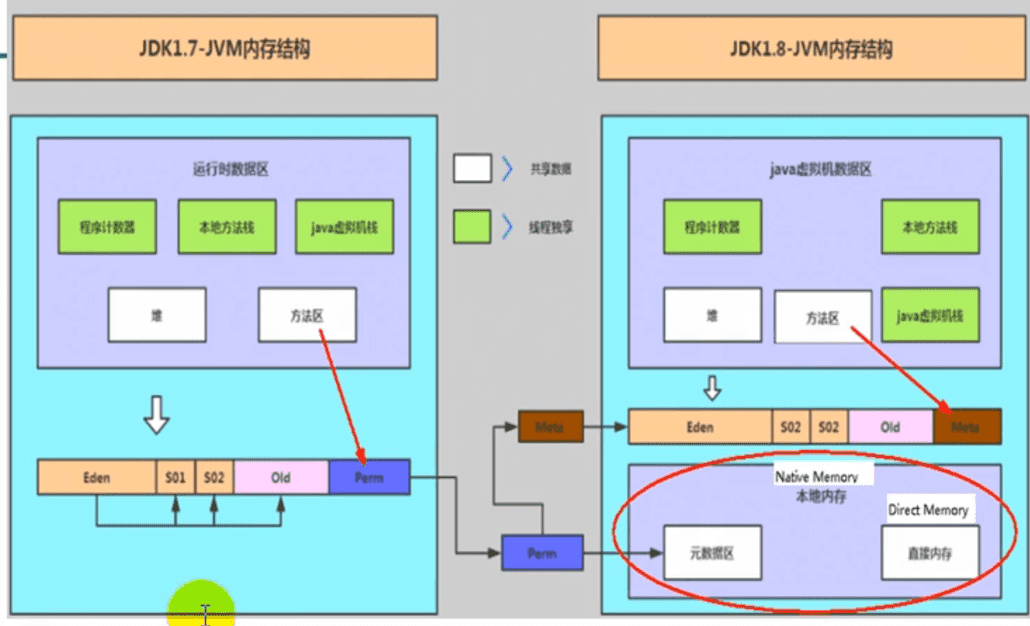 JDK1.7-JVM内存结构
JDK1.8-JVM内存结构
运行时数据区
程序计数器
本地方法栈
java虚拟机栈
堆
方法区
Eden
S01
S02
Old
Perm
共享数据
线程独享
Meta
Perm
java虚拟机数据区
程序计数器
本地方法栈
堆
方法区
java虚拟机栈
Eden
S02
S02
Old
Meta
Native Memory
本地内存
Direct Memory
元数据区
直接内存